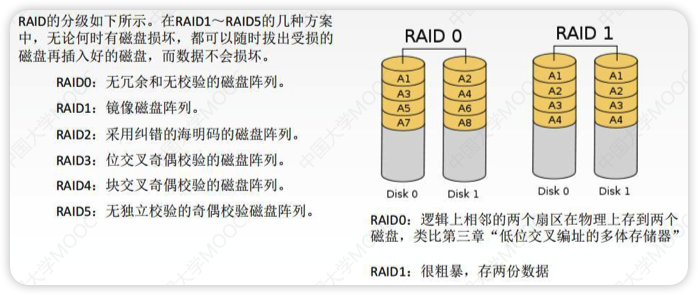 RAID的分级如下所示。在RAID1～RAID5的几种方案
中，无论何时有磁盘损坏，都可以随时拔出受损的
磁盘再插入好的磁盘，而数据不会损坏。
RAID0：无冗余和无校验的磁盘阵列。
RAID1：镜像磁盘阵列。
RAID2：采用纠错的海明码的磁盘阵列。
RAID3：位交叉奇偶校验的磁盘阵列。
RAID4：块交叉奇偶校验的磁盘阵列。
RAID5：无独立校验的奇偶校验磁盘阵列。
RAID 0
A1
A3
A5
A7
Disk 0
A2
A4
A6
A8
Disk 1
RAID 1
A1
A2
A3
A4
Disk 0
A1
A2
A3
A4
Disk 1
RAID0：逻辑上相邻的两个扇区在物理上存到两个
磁盘，类比第三章“低位交叉编址的多体存储器”
RAID1：很粗暴，存两份数据
中国大学MOOC